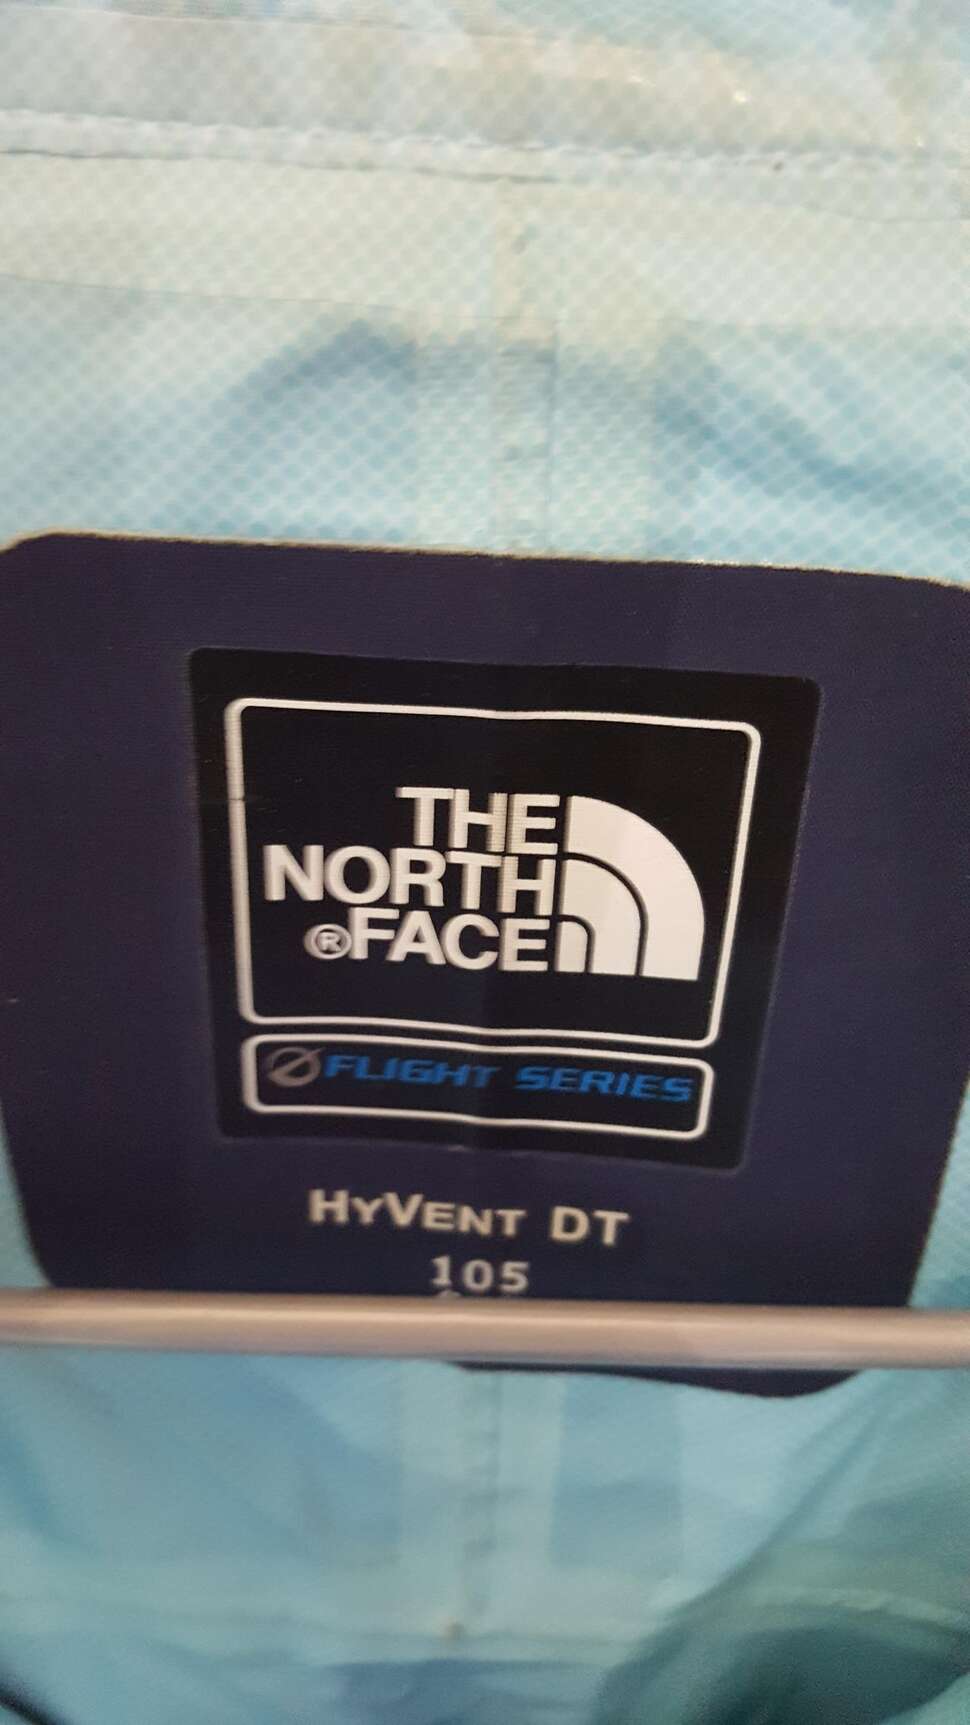 THE
NORTH
®FACE
FLIGHT SERIES
HYVENT DT
105